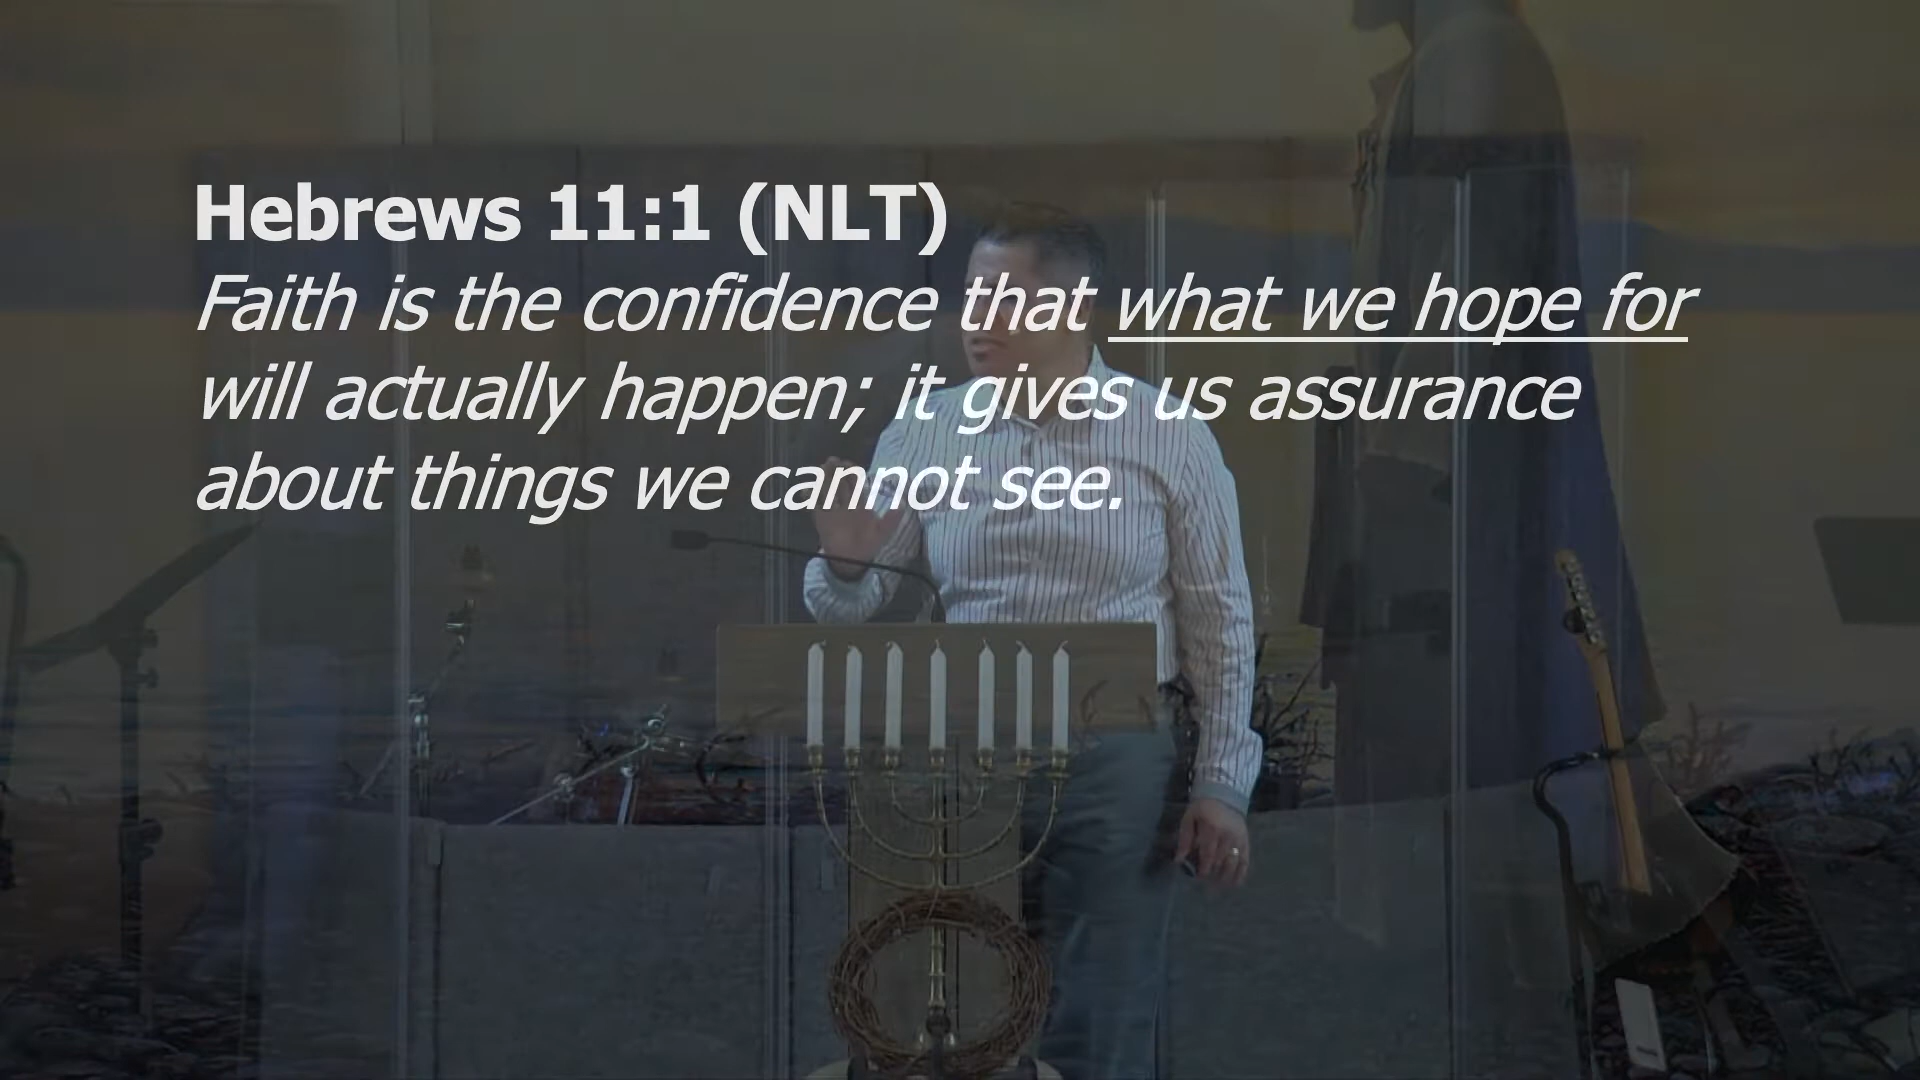 Hebrews 11:1 (NLT)
Faith is the confidence that what we hope for
will actually happen; it gives us assurance
about things we cannot see.